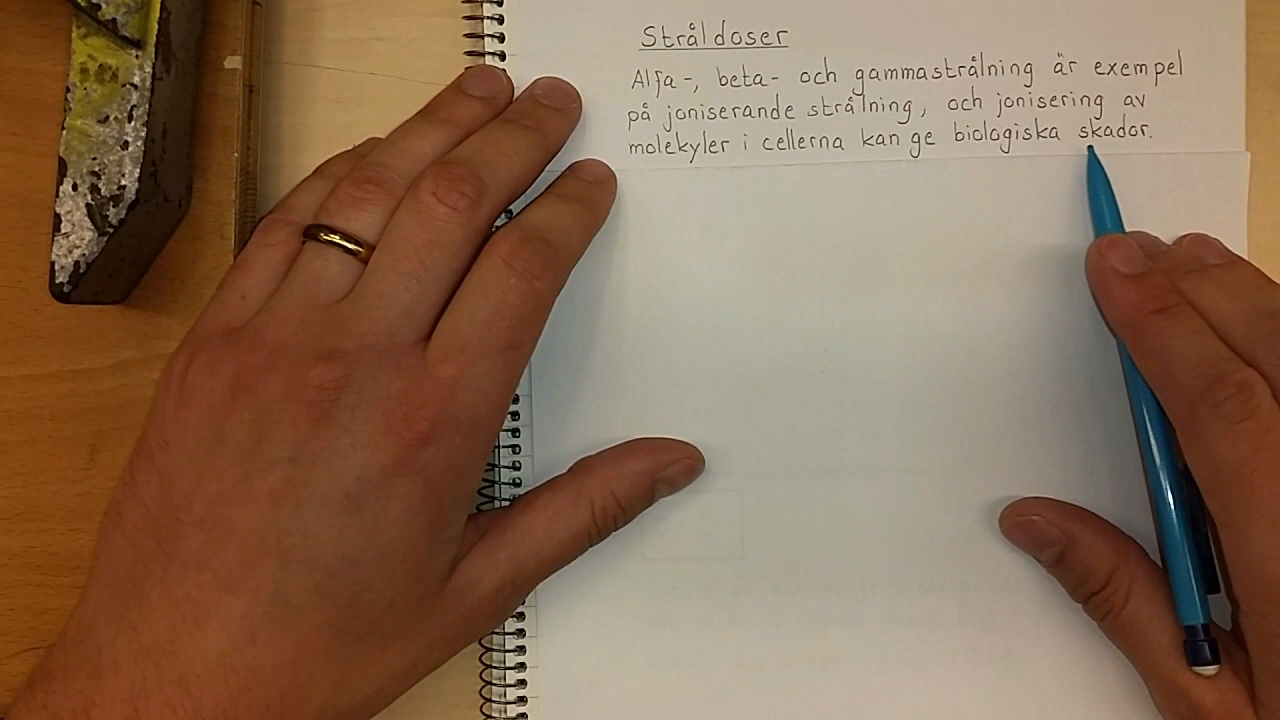 Stråldoser
Alfa-, beta- och gammastrålning är exempel
på joniserande strålning, och jonisering av
molekyler i cellerna kan ge biologiska skador.